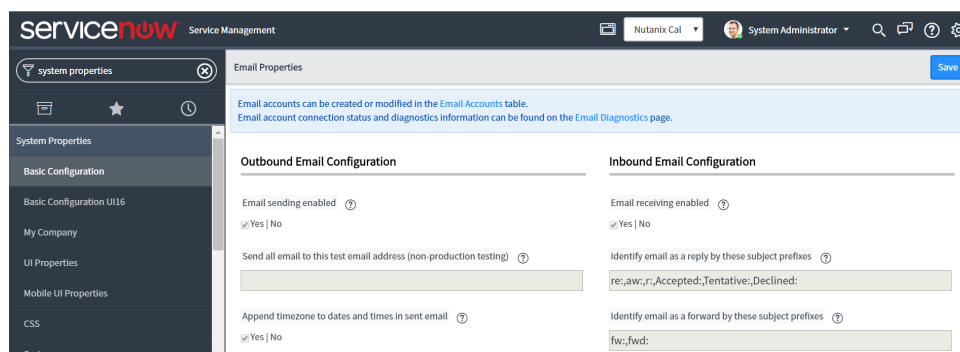 servicenow Service Management
Nutanix Cal
System Administrator
system properties
Email Properties
Save
Email accounts can be created or modified in the Email Accounts table.
Email account connection status and diagnostics information can be found on the Email Diagnostics page.
System Properties
Basic Configuration
Basic Configuration UI16
My Company
UI Properties
Mobile UI Properties
CSS
Outbound Email Configuration
Email sending enabled
Yes | No
Send all email to this test email address (non-production testing)
Append timezone to dates and times in sent email
Yes | No
Inbound Email Configuration
Email receiving enabled
Yes | No
Identify email as a reply by these subject prefixes
re:,aw:,r:,Accepted:,Tentative:,Declined:
Identify email as a forward by these subject prefixes
fw:,fwd: